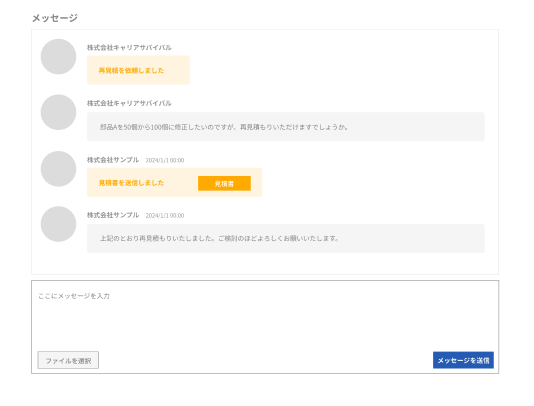 メッセージ
株式会社キャリアサバイバル
再見積を依頼しました
株式会社キャリアサバイバル
部品Aを50個から100個に修正したいのですが、再見積もりいただけますでしょうか。
株式会社サンプル 2024/1/1 00:00
見積書を送信しました 見積書
株式会社サンプル 2024/1/1 00:00
上記のとおり再見積もりいたしました。ご検討のほどよろしくお願いいたします。
ここにメッセージを入力
ファイルを選択 メッセージを送信